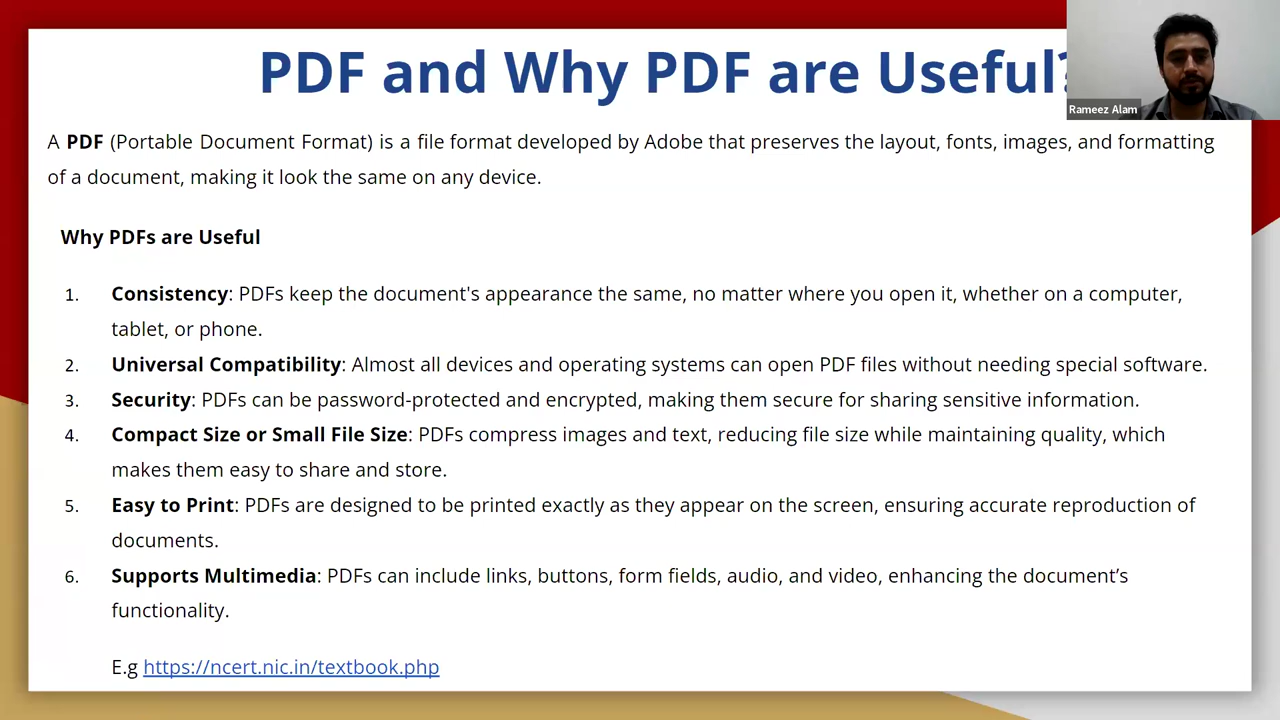 PDF and Why PDF are Useful?
Rameez Alam
A PDF (Portable Document Format) is a file format developed by Adobe that preserves the layout, fonts, images, and formatting
of a document, making it look the same on any device.
Why PDFs are Useful
1. Consistency: PDFs keep the document's appearance the same, no matter where you open it, whether on a computer,
tablet, or phone.
2. Universal Compatibility: Almost all devices and operating systems can open PDF files without needing special software.
3. Security: PDFs can be password-protected and encrypted, making them secure for sharing sensitive information.
4. Compact Size or Small File Size: PDFs compress images and text, reducing file size while maintaining quality, which
makes them easy to share and store.
5. Easy to Print: PDFs are designed to be printed exactly as they appear on the screen, ensuring accurate reproduction of
documents.
6. Supports Multimedia: PDFs can include links, buttons, form fields, audio, and video, enhancing the document’s
functionality.
E.g https://ncert.nic.in/textbook.php